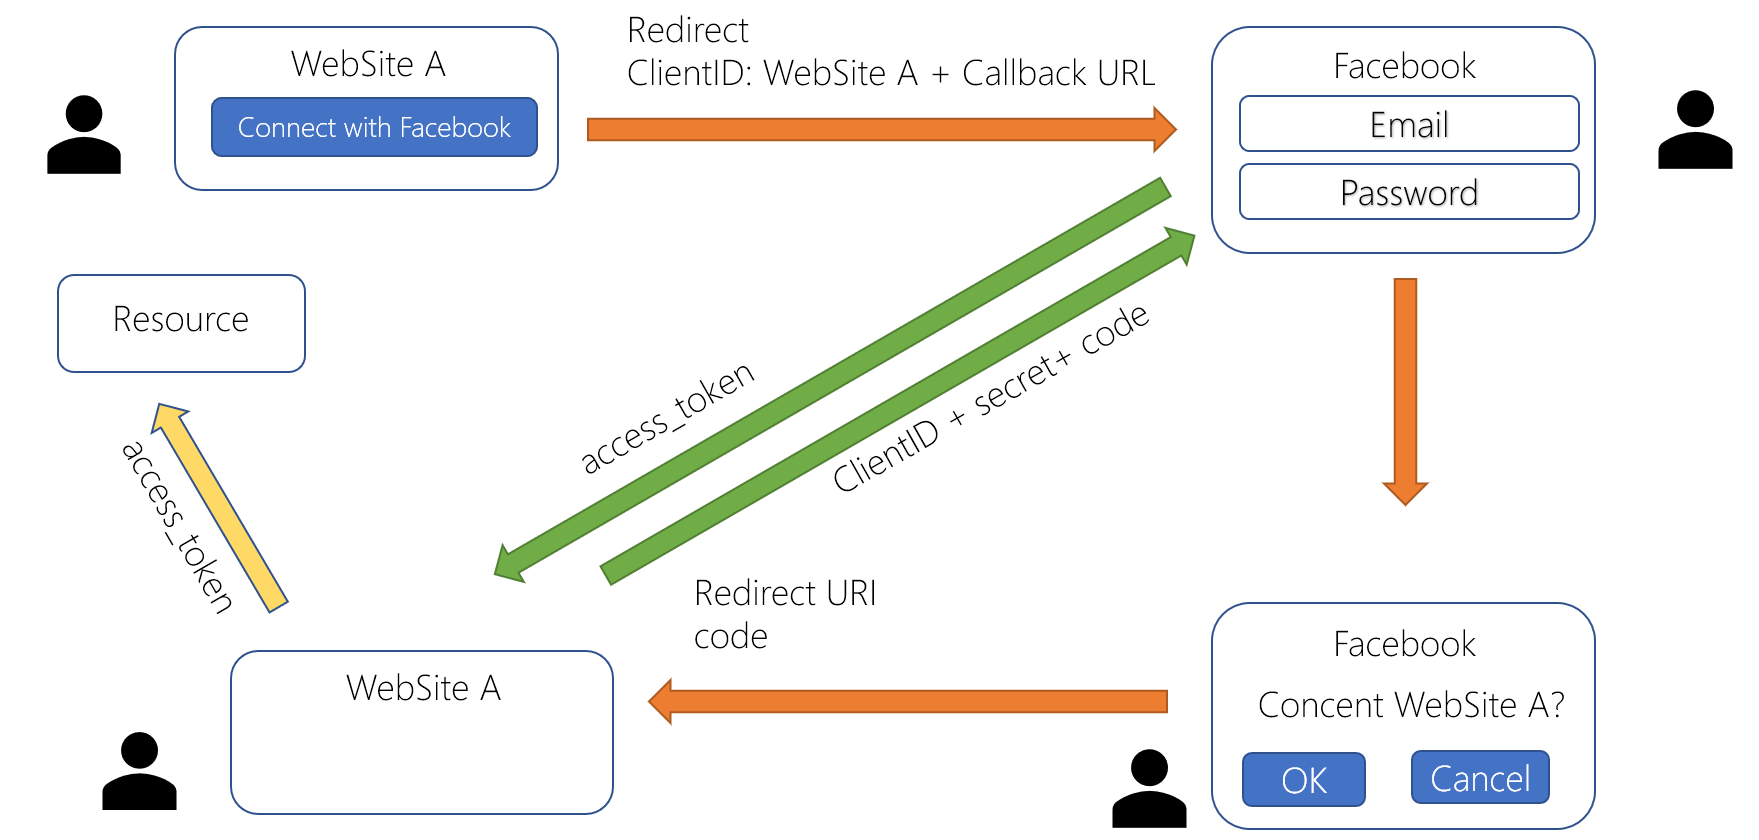 WebSite A
Connect with Facebook
Redirect
ClientID: WebSite A + Callback URL
Facebook
Email
Password
Resource
access_token
ClientID + secret+ code
access_token
Redirect URI
code
WebSite A
Facebook
Concent WebSite A?
OK
Cancel